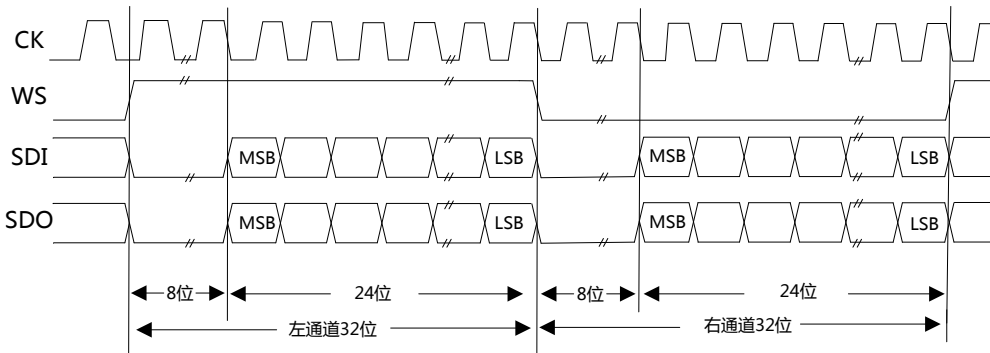 CK
WS
SDI MSB LSB MSB LSB
SDO MSB LSB MSB LSB
8位 24位 8位 24位
左通道32位 右通道32位